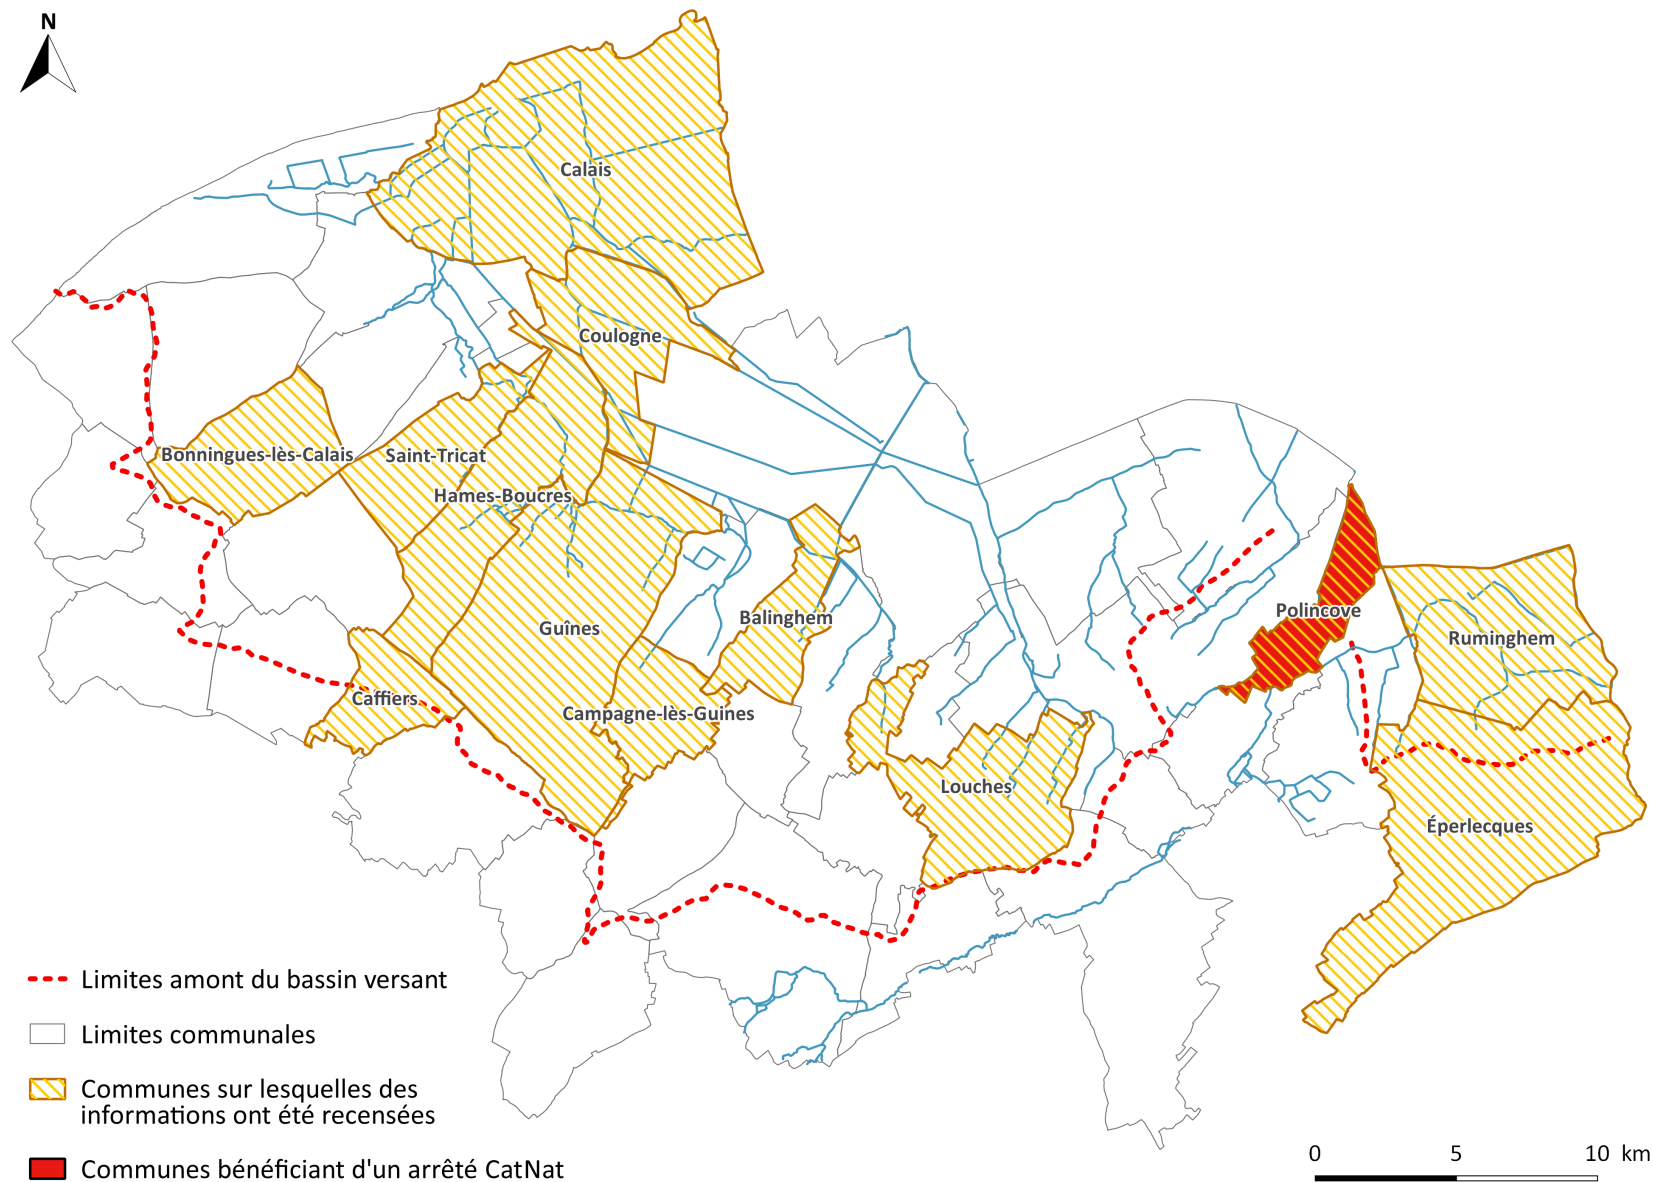 N
Calais
Coulogne
Bonningues-lès-Calais
Saint-Tricat
Hames-Boucres
Guînes
Balinghem
Polincove
Ruminghem
Caffiers
Campagne-lès-Guines
Louches
Éperlecques
Limites amont du bassin versant
Limites communales
Communes sur lesquelles des
informations ont été recensées
Communes bénéficiant d'un arrêté CatNat
0 5 10 km